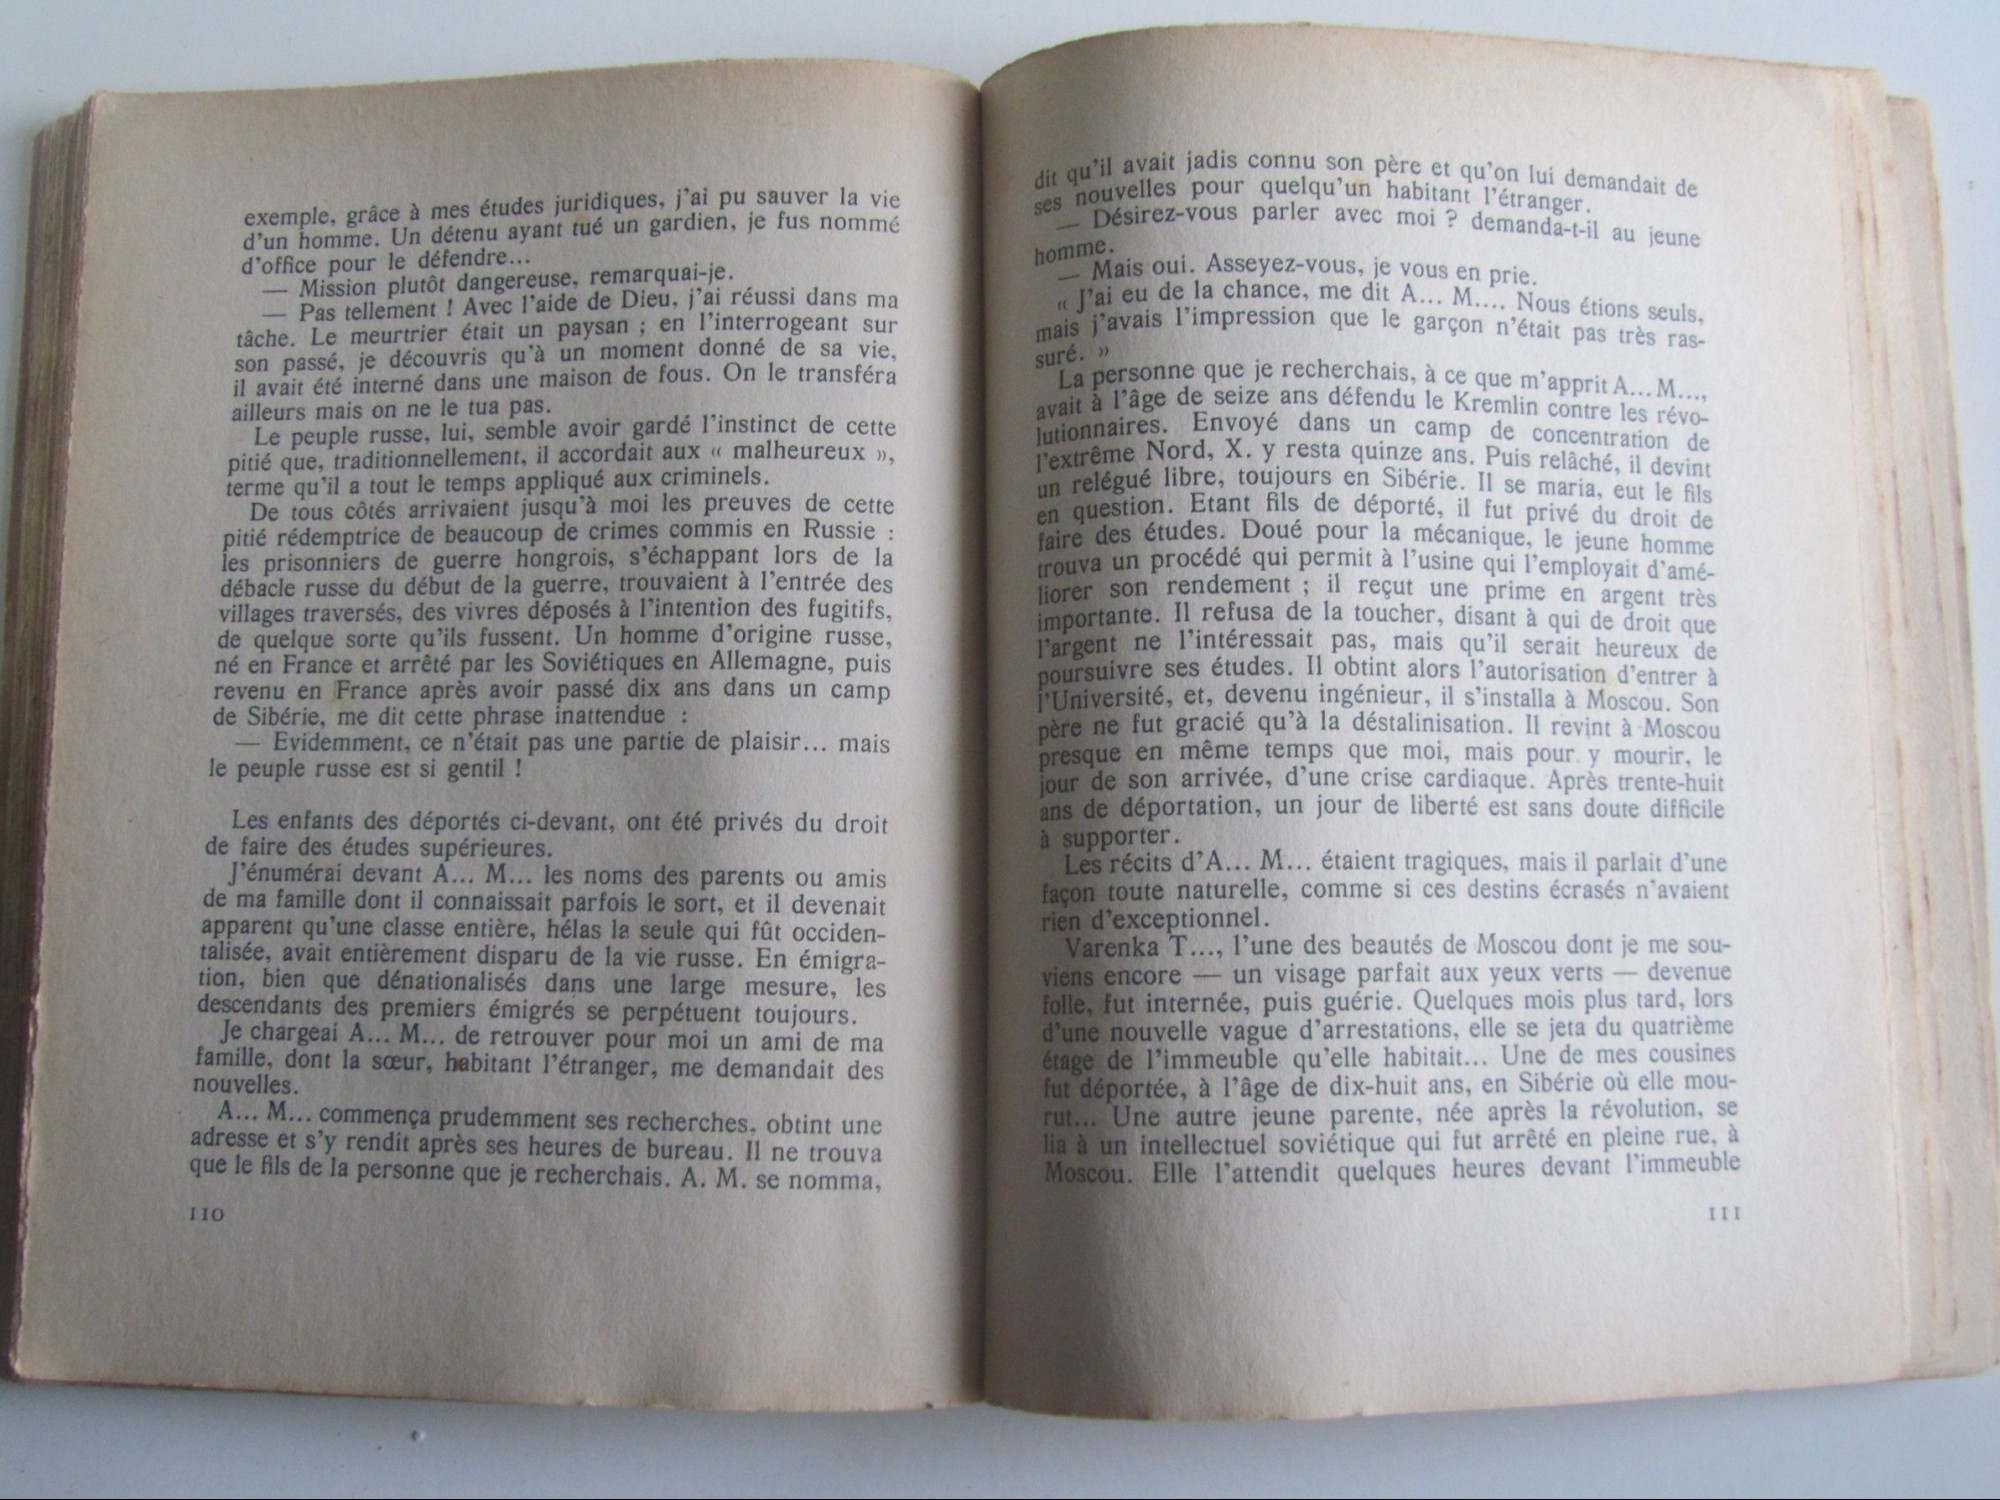 exemple, grâce à mes études juridiques, j'ai pu sauver la vie
d'un homme. Un détenu ayant tué un gardien, je fus nommé
d'office pour le défendre...
— Mission plutôt dangereuse, remarquai-je.
— Pas tellement ! Avec l'aide de Dieu, j'ai réussi dans ma
tâche. Le meurtrier était un paysan ; en l'interrogeant sur
son passé, je découvris qu'à un moment donné de sa vie,
il avait été interné dans une maison de fous. On le transféra
ailleurs mais on ne le tua pas.
Le peuple russe, lui, semble avoir gardé l'instinct de cette
pitié que, traditionnellement, il accordait aux « malheureux »,
terme qu'il a tout le temps appliqué aux criminels.
De tous côtés arrivaient jusqu'à moi les preuves de cette
pitié rédemptrice de beaucoup de crimes commis en Russie :
les prisonniers de guerre hongrois, s'échappant lors de la
débacle russe du début de la guerre, trouvaient à l'entrée des
villages traversés, des vivres déposés à l'intention des fugitifs,
de quelque sorte qu'ils fussent. Un homme d'origine russe,
né en France et arrêté par les Soviétiques en Allemagne, puis
revenu en France après avoir passé dix ans dans un camp
de Sibérie, me dit cette phrase inattendue :
— Evidemment, ce n'était pas une partie de plaisir... mais
le peuple russe est si gentil !
Les enfants des déportés ci-devant, ont été privés du droit
de faire des études supérieures.
J'énumérai devant A... M... les noms des parents ou amis
de ma famille dont il connaissait parfois le sort, et il devenait
apparent qu'une classe entière, hélas la seule qui fût occiden-
talisée, avait entièrement disparu de la vie russe. En émigra-
tion, bien que dénationalisés dans une large mesure, les
descendants des premiers émigrés se perpétuent toujours.
Je chargeai A... M... de retrouver pour moi un ami de ma
famille, dont la sœur, habitant l'étranger, me demandait des
nouvelles.
A... M... commença prudemment ses recherches, obtint une
adresse et s'y rendit après ses heures de bureau. Il ne trouva
que le fils de la personne que je recherchais. A. M. se nomma,
110
dit qu'il avait jadis connu son père et qu'on lui demandait de
ses nouvelles pour quelqu'un habitant l'étranger.
— Désirez-vous parler avec moi ? demanda-t-il au jeune
homme.
— Mais oui. Asseyez-vous, je vous en prie.
« J'ai eu de la chance, me dit A... M.... Nous étions seuls,
mais j'avais l'impression que le garçon n'était pas très ras-
suré. »
La personne que je recherchais, à ce que m'apprit A... M...,
avait à l'âge de seize ans défendu le Kremlin contre les révo-
lutionnaires. Envoyé dans un camp de concentration de
l'extrême Nord, X. y resta quinze ans. Puis relâché, il devint
un relégué libre, toujours en Sibérie. Il se maria, eut le fils
en question. Etant fils de déporté, il fut privé du droit de
faire des études. Doué pour la mécanique, le jeune homme
trouva un procédé qui permit à l'usine qui l'employait d'amé-
liorer son rendement ; il reçut une prime en argent très
importante. Il refusa de la toucher, disant à qui de droit que
l'argent ne l'intéressait pas, mais qu'il serait heureux de
poursuivre ses études. Il obtint alors l'autorisation d'entrer à
l'Université, et, devenu ingénieur, il s'installa à Moscou. Son
père ne fut gracié qu'à la déstalinisation. Il revint à Moscou
presque en même temps que moi, mais pour y mourir, le
jour de son arrivée, d'une crise cardiaque. Après trente-huit
ans de déportation, un jour de liberté est sans doute difficile
à supporter.
Les récits d'A... M... étaient tragiques, mais il parlait d'une
façon toute naturelle, comme si ces destins écrasés n'avaient
rien d'exceptionnel.
Varenka T..., l'une des beautés de Moscou dont je me sou-
viens encore — un visage parfait aux yeux verts — devenue
folle, fut internée, puis guérie. Quelques mois plus tard, lors
d'une nouvelle vague d'arrestations, elle se jeta du quatrième
étage de l'immeuble qu'elle habitait... Une de mes cousines
fut déportée, à l'âge de dix-huit ans, en Sibérie où elle mou-
rut... Une autre jeune parente, née après la révolution, se
lia à un intellectuel soviétique qui fut arrêté en pleine rue, à
Moscou. Elle l'attendit quelques heures devant l'immeuble
111